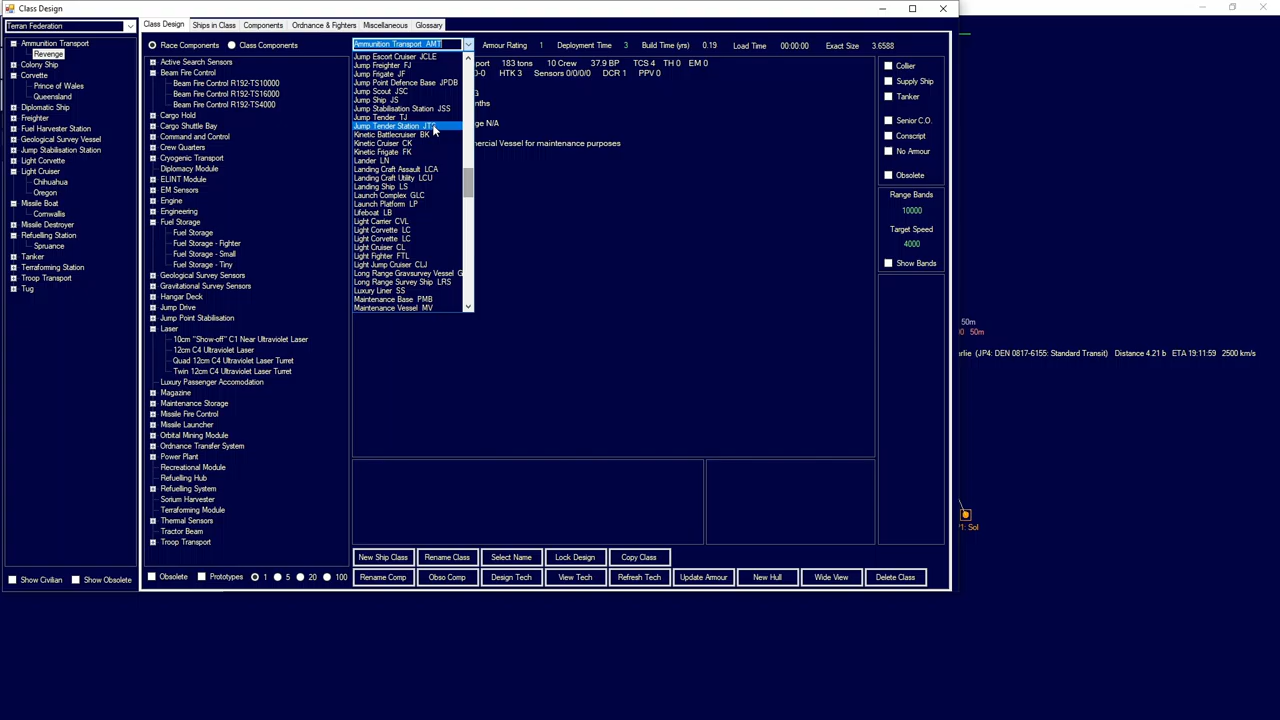 Class Design
Terran Federation
Class Design
Ships in Class
Components
Ordnance & Fighters
Miscellaneous
Glossary
Ammunition Transport
Revenge
Colony Ship
Corvette
Prince of Wales
Queensland
Diplomatic Ship
Freighter
Fuel Harvester Station
Geological Survey Vessel
Jump Stabilisation Station
Light Corvette
Light Cruiser
Chihuahua
Oregon
Missile Boat
Cornwallis
Missile Destroyer
Refuelling Station
Spruance
Tanker
Terraforming Station
Troop Transport
Tug
Show Civilian
Show Obsolete
Race Components
Class Components
Active Search Sensors
Beam Fire Control
Beam Fire Control R192-TS10000
Beam Fire Control R192-TS16000
Beam Fire Control R192-TS4000
Cargo Hold
Cargo Shuttle Bay
Command and Control
Crew Quarters
Cryogenic Transport
Diplomacy Module
ELINT Module
EM Sensors
Engine
Engineering
Fuel Storage
Fuel Storage
Fuel Storage - Fighter
Fuel Storage - Small
Fuel Storage - Tiny
Geological Survey Sensors
Gravitational Survey Sensors
Hangar Deck
Jump Drive
Jump Point Stabilisation
Laser
10cm "Show-off" C1 Near Ultraviolet Laser
12cm C4 Ultraviolet Laser
Quad 12cm C4 Ultraviolet Laser Turret
Twin 12cm C4 Ultraviolet Laser Turret
Luxury Passenger Accomodation
Magazine
Maintenance Storage
Missile Fire Control
Missile Launcher
Orbital Mining Module
Ordnance Transfer System
Power Plant
Recreational Module
Refuelling Hub
Refuelling System
Sorium Harvester
Terraforming Module
Thermal Sensors
Tractor Beam
Troop Transport
Obsolete
Prototypes
1
5
20
100
Ammunition Transport AMT
Amour Rating 1
Deployment Time 3
Build Time (yrs) 0.19
Load Time 00:00:00
Exact Size 3.6588
Jump Escort Cruiser JCLE
Jump Freighter FJ
Jump Frigate JF
Jump Point Defence Base JPDB
Jump Scout JSC
Jump Ship JS
Jump Stabilisation Station JSS
Jump Tender TJ
Jump Tender Station JTS
Kinetic Battlecruiser BK
Kinetic Cruiser CK
Kinetic Frigate FK
Lander LN
Landing Craft Assault LCA
Landing Craft Utility LCU
Landing Ship LS
Launch Complex GLC
Launch Platform LP
Lifeboat LB
Light Carrier CVL
Light Corvette LC
Light Corvette LC
Light Cruiser CL
Light Fighter FTL
Light Jump Cruiser CLJ
Long Range Gravsurvey Vessel G
Long Range Survey Ship LRS
Luxury Liner SS
Maintenance Base PMB
Maintenance Vessel MV
port 183 tons 10 Crew 37.9 BP TCS 4 TH 0 EM 0
0-0 HTK 3 Sensors 0/0/0/0 DCR 1 PPV 0
G
nths
ge N/A
mercial Vessel for maintenance purposes
Collier
Supply Ship
Tanker
Senior C.O.
Conscript
No Armour
Obsolete
Range Bands
10000
Target Speed
4000
Show Bands
New Ship Class
Rename Class
Select Name
Lock Design
Copy Class
Rename Comp
Obso Comp
Design Tech
View Tech
Refresh Tech
Update Armour
New Hull
Wide View
Delete Class
50m
00 50m
arlie (JP4: DEN 0817-6155: Standard Transit) Distance 4.21 b ETA 19:11:59 2500 km/s
1: Sol